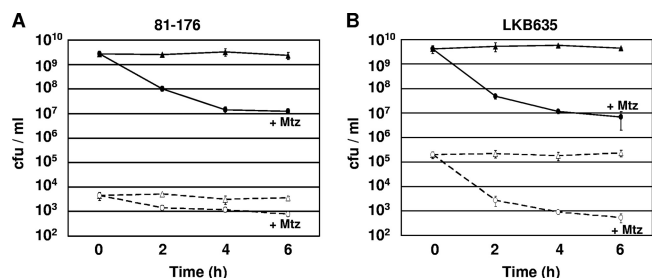 A
81-176
cfu / ml
10^10
10^9
10^8
10^7
10^6
10^5
10^4
10^3
10^2
+ Mtz
+ Mtz
0 2 4 6
Time (h)
B
LKB635
cfu / ml
10^10
10^9
10^8
10^7
10^6
10^5
10^4
10^3
10^2
+ Mtz
+ Mtz
0 2 4 6
Time (h)